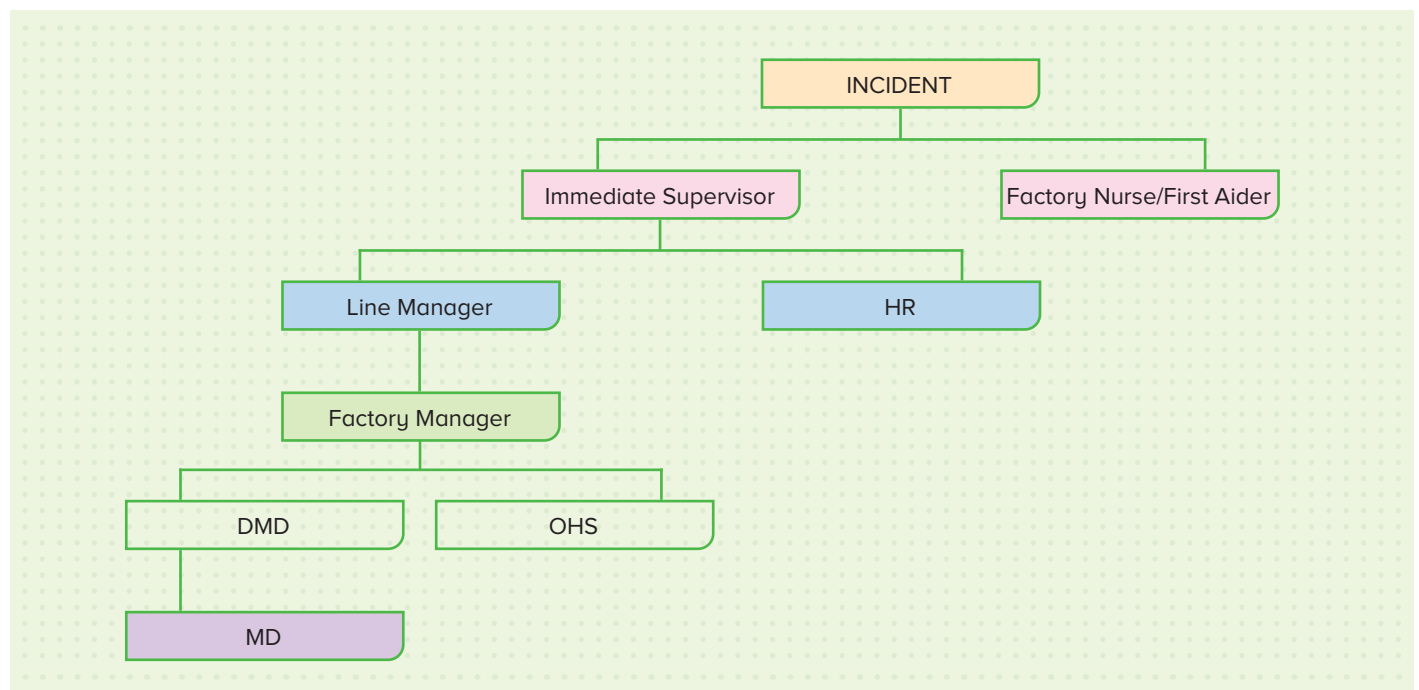 INCIDENT
Immediate Supervisor
Factory Nurse/First Aider
Line Manager
HR
Factory Manager
DMD
OHS
MD